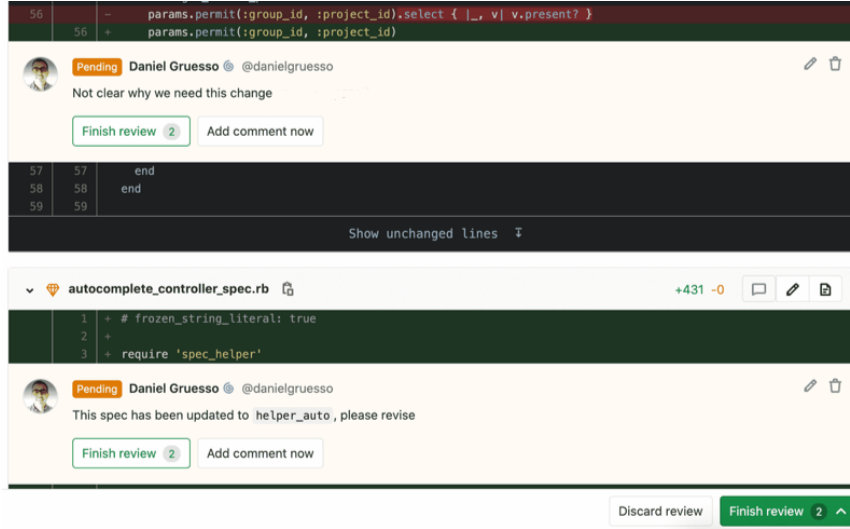 56 - params.permit(:group_id, :project_id).select { |_, v| v.present? }
56 + params.permit(:group_id, :project_id)
Pending Daniel Gruesso @danielgruesso
Not clear why we need this change
Finish review 2 Add comment now
57 57 end
58 58 end
59 59
Show unchanged lines
autocomplete_controller_spec.rb +431 -0
1 + # frozen_string_literal: true
2 +
3 + require 'spec_helper'
Pending Daniel Gruesso @danielgruesso
This spec has been updated to helper_auto, please revise
Finish review 2 Add comment now
Discard review Finish review 2